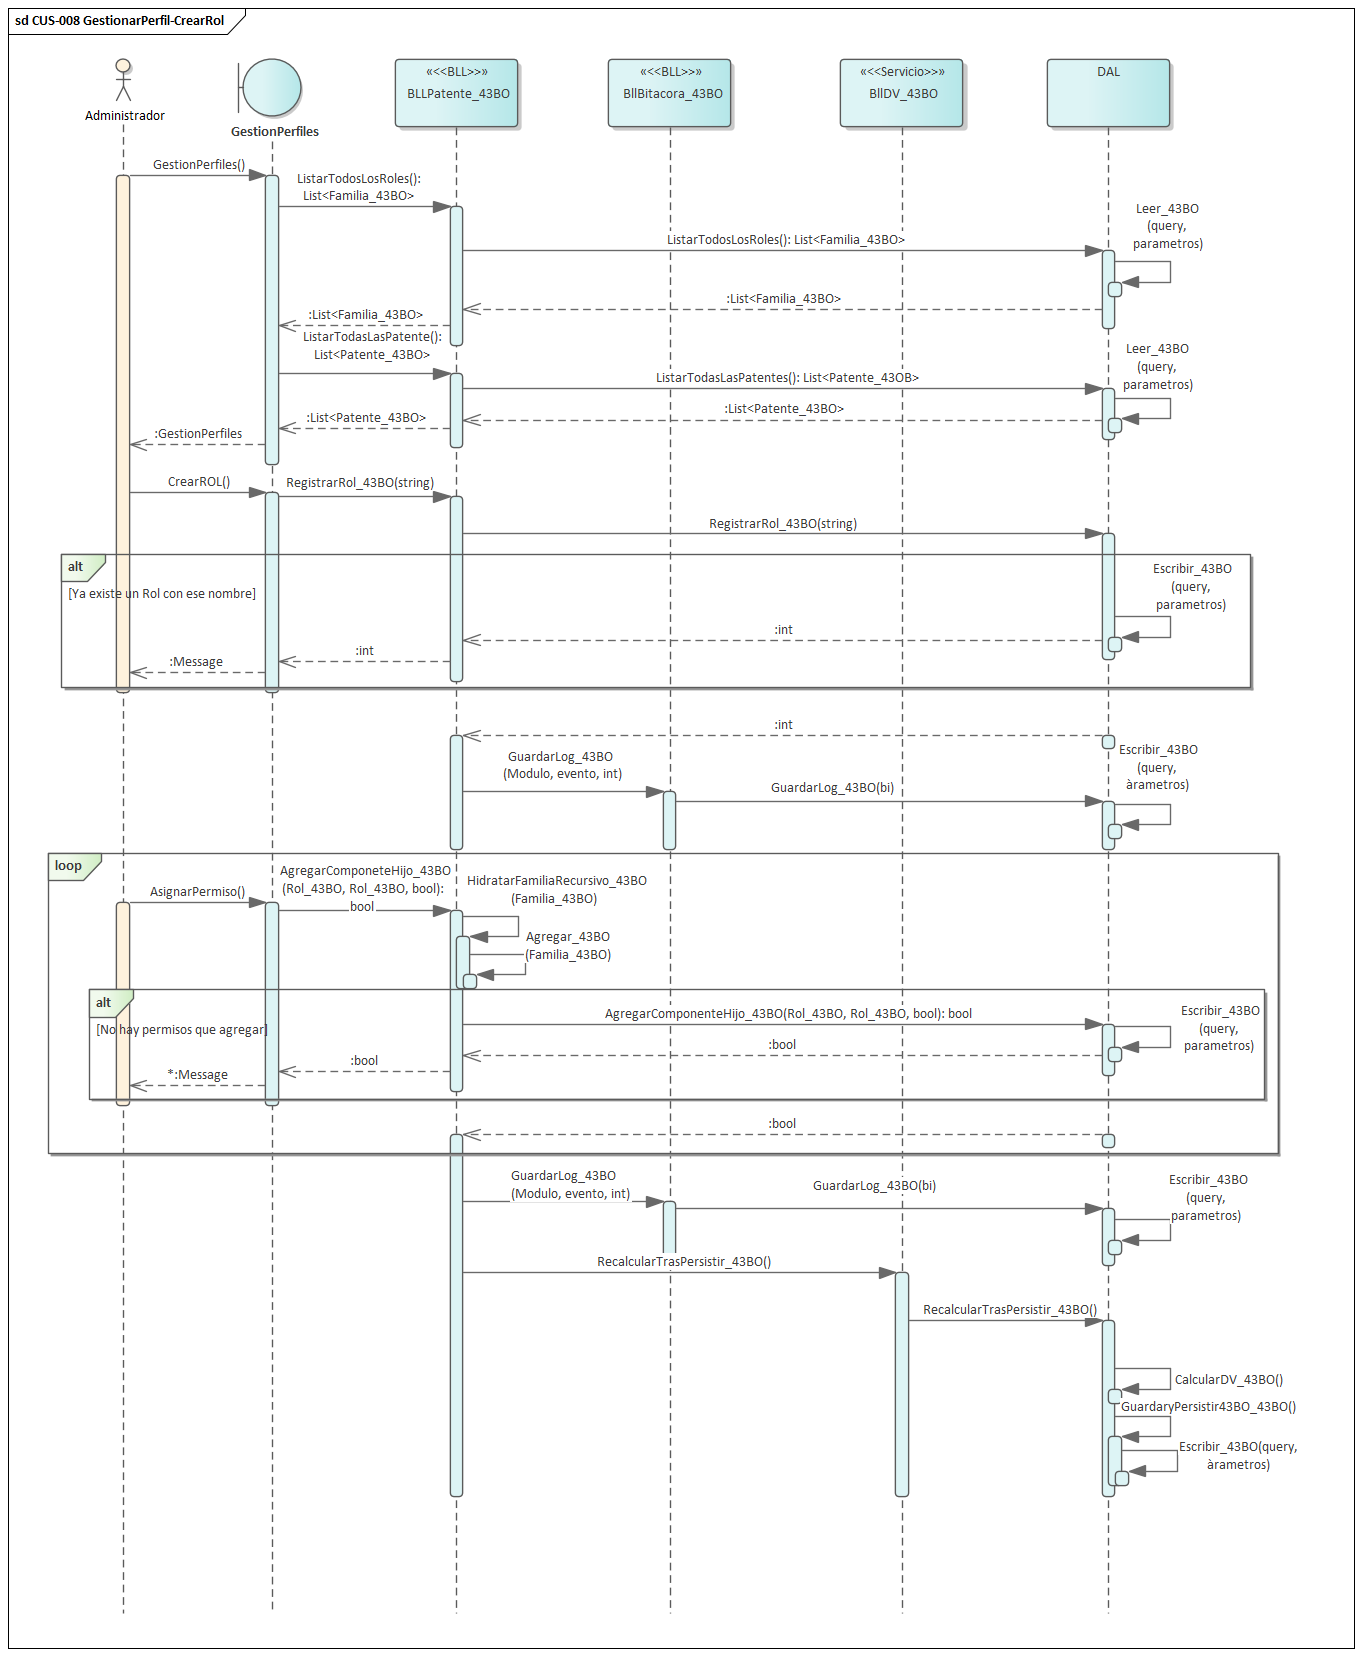 sd CUS-008 GestionarPerfil-CrearRol
Administrador
GestionPerfiles
«<<BLL>>»
BLLPatente_43BO
«<<BLL>>»
BllBitacora_43BO
«<<Servicio>>»
BllDV_43BO
DAL
GestionPerfiles()
ListarTodosLosRoles():
List<Familia_43BO>
ListarTodosLosRoles(): List<Familia_43BO>
Leer_43BO
(query,
parametros)
:List<Familia_43BO>
:List<Familia_43BO>
ListarTodasLasPatente():
List<Patente_43BO>
ListarTodasLasPatentes(): List<Patente_43OB>
Leer_43BO
(query,
parametros)
:List<Patente_43BO>
:List<Patente_43BO>
:GestionPerfiles
CrearROL()
RegistrarRol_43BO(string)
RegistrarRol_43BO(string)
alt
[Ya existe un Rol con ese nombre]
Escribir_43BO
(query,
parametros)
:int
:int
:Message
:int
GuardarLog_43BO
(Modulo, evento, int)
GuardarLog_43BO(bi)
Escribir_43BO
(query,
àrametros)
loop
AsignarPermiso()
AgregarComponeteHijo_43BO
(Rol_43BO, Rol_43BO, bool):
bool
HidratarFamiliaRecursivo_43BO
(Familia_43BO)
Agregar_43BO
(Familia_43BO)
alt
[No hay permisos que agregar]
AgregarComponenteHijo_43BO(Rol_43BO, Rol_43BO, bool): bool
Escribir_43BO
(query,
parametros)
:bool
:bool
*:Message
:bool
GuardarLog_43BO
(Modulo, evento, int)
GuardarLog_43BO(bi)
Escribir_43BO
(query,
parametros)
RecalcularTrasPersistir_43BO()
RecalcularTrasPersistir_43BO()
CalcularDV_43BO()
GuardaryPersistir43BO_43BO()
Escribir_43BO(query,
àrametros)